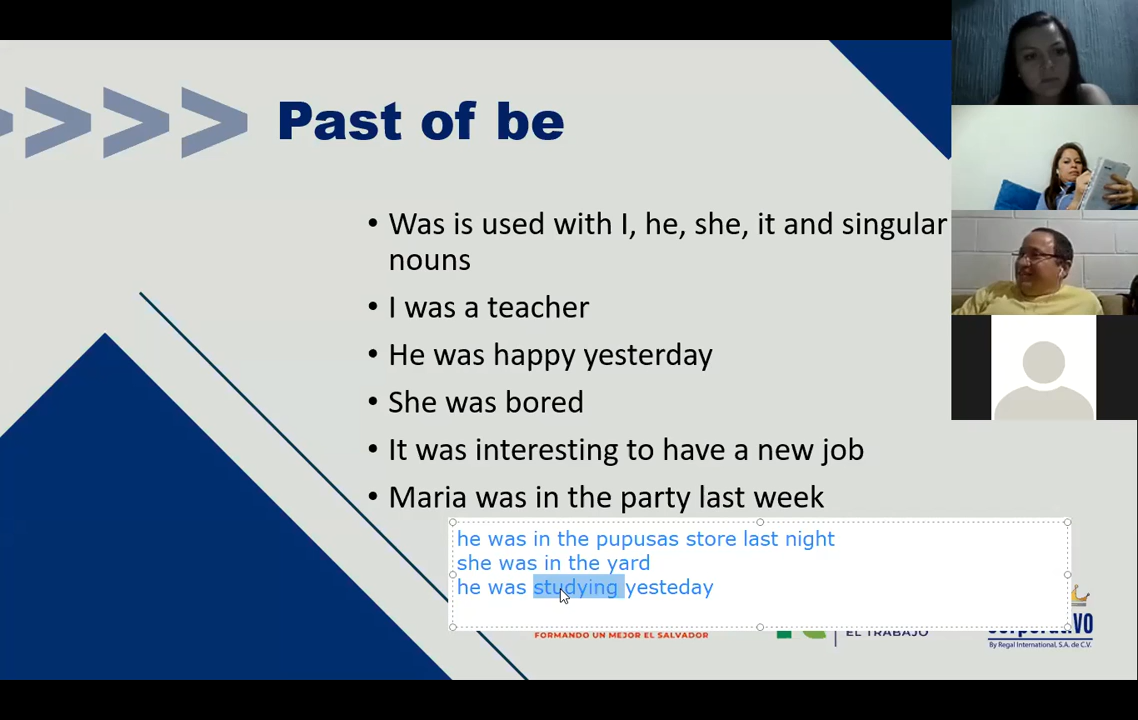 Past of be
• Was is used with I, he, she, it and singular
nouns
• I was a teacher
• He was happy yesterday
• She was bored
• It was interesting to have a new job
• Maria was in the party last week
he was in the pupusas store last night
she was in the yard
he was studying yesteday
FORMANDO UN MEJOR EL SALVADOR
EL TRABAJO
By Regal International, S.A. de C.V.